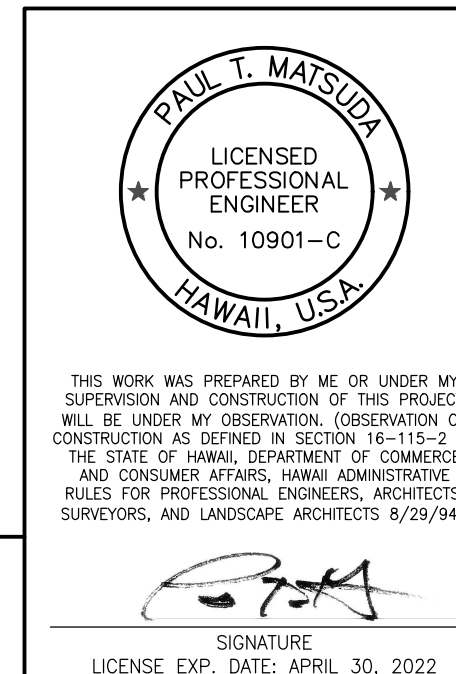 PAUL T. MATSUDA
LICENSED
PROFESSIONAL
ENGINEER
No. 10901-C
HAWAII, U.S.A.
THIS WORK WAS PREPARED BY ME OR UNDER MY
SUPERVISION AND CONSTRUCTION OF THIS PROJEC
WILL BE UNDER MY OBSERVATION. (OBSERVATION O
CONSTRUCTION AS DEFINED IN SECTION 16-115-2
THE STATE OF HAWAII, DEPARTMENT OF COMMERCE
AND CONSUMER AFFAIRS, HAWAII ADMINISTRATIVE
RULES FOR PROFESSIONAL ENGINEERS, ARCHITECTS
SURVEYORS, AND LANDSCAPE ARCHITECTS 8/29/94
SIGNATURE
LICENSE EXP. DATE: APRIL 30, 2022